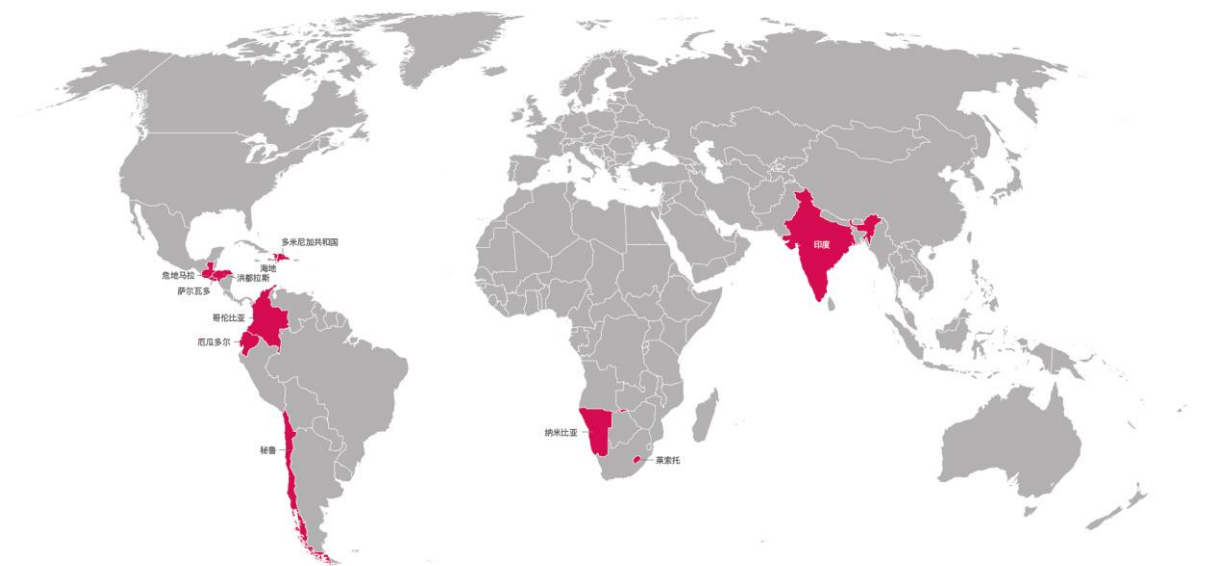 多米尼加共和国
海地
危地马拉
洪都拉斯
萨尔瓦多
哥伦比亚
厄瓜多尔
秘鲁
纳米比亚
莱索托
印度